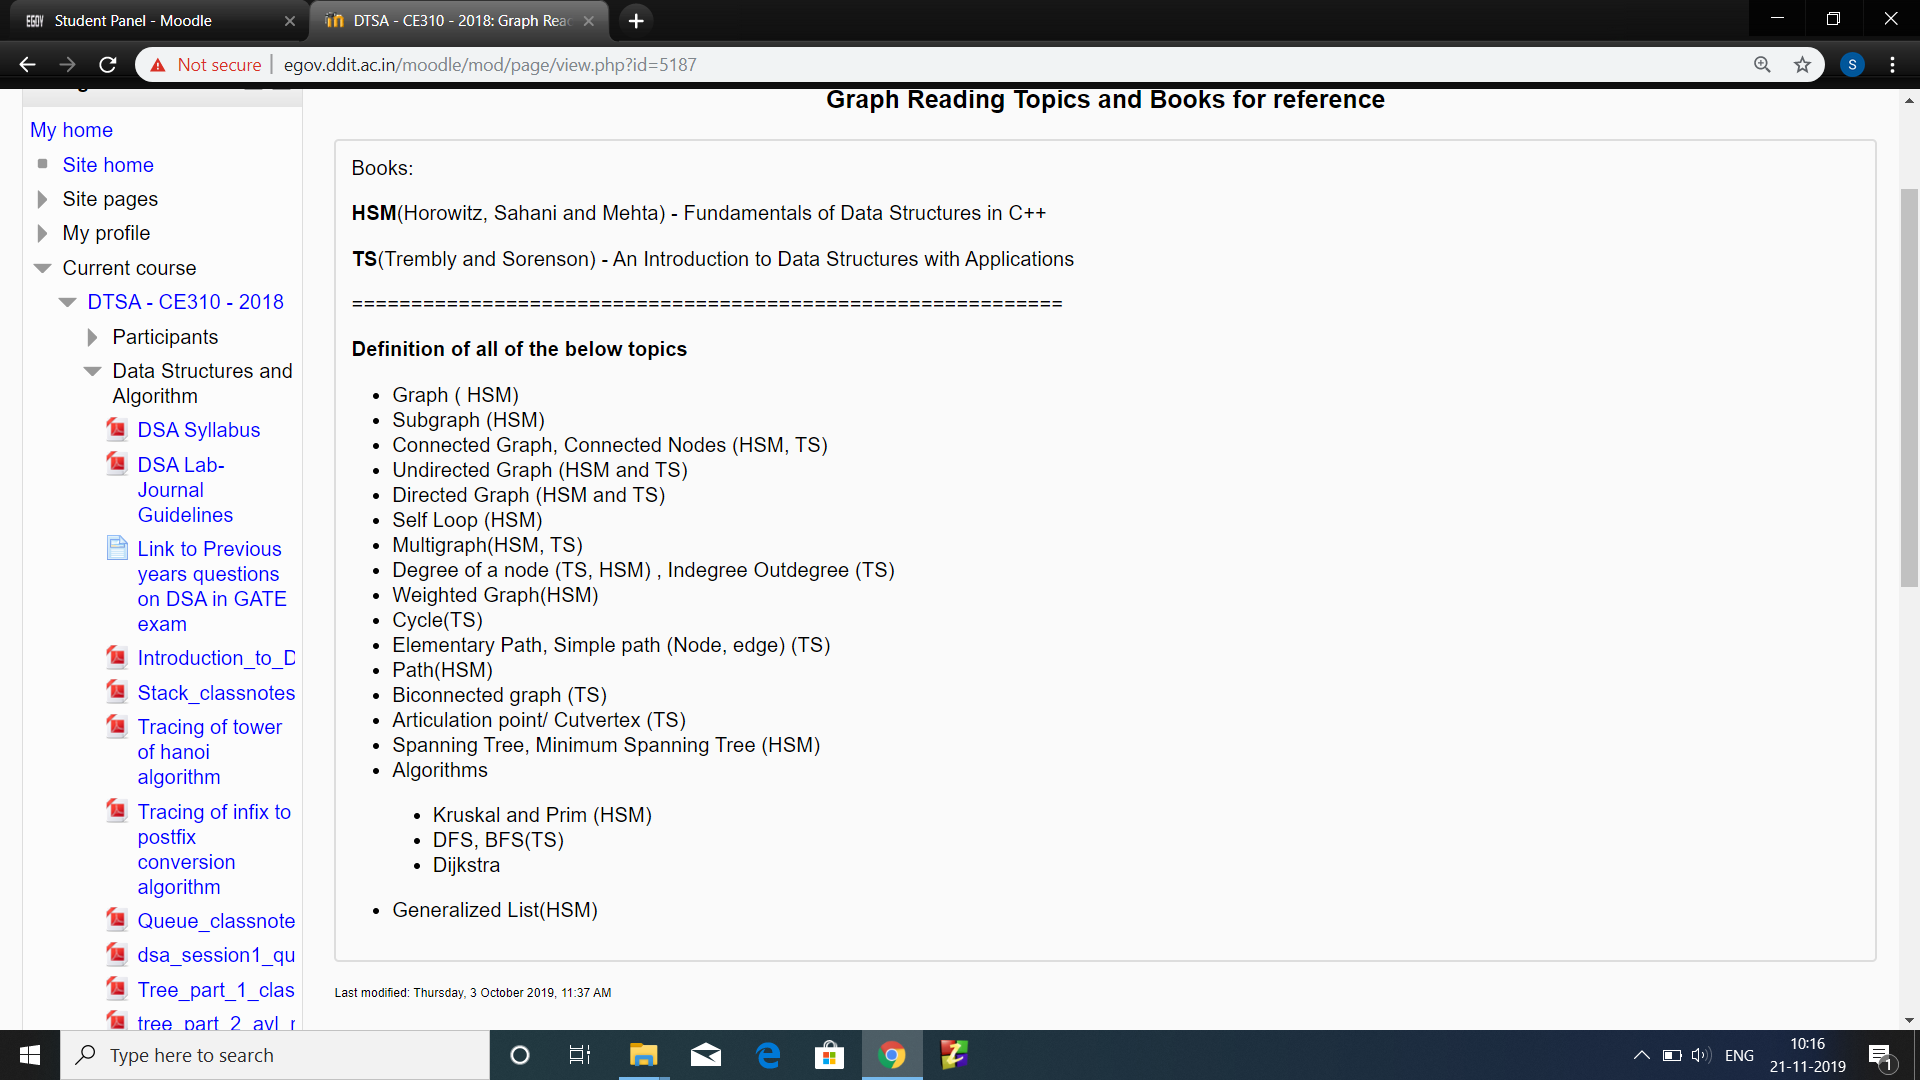 Student Panel - Moodle
DTSA - CE310 - 2018: Graph Rea
Not secure
egov.ddit.ac.in/moodle/mod/page/view.php?id=5187
S
My home
Site home
Site pages
My profile
Current course
DTSA - CE310 - 2018
Participants
Data Structures and
Algorithm
DSA Syllabus
DSA Lab-
Journal
Guidelines
Link to Previous
years questions
on DSA in GATE
exam
Introduction_to_D
Stack_classnotes
Tracing of tower
of hanoi
algorithm
Tracing of infix to
postfix
conversion
algorithm
Queue_classnote
dsa_session1_qu
Tree_part_1_clas
tree_part_2_avl_r
Graph Reading Topics and Books for reference
Books:
HSM(Horowitz, Sahani and Mehta) - Fundamentals of Data Structures in C++
TS(Trembly and Sorenson) - An Introduction to Data Structures with Applications
============================================================
Definition of all of the below topics
• Graph ( HSM)
• Subgraph (HSM)
• Connected Graph, Connected Nodes (HSM, TS)
• Undirected Graph (HSM and TS)
• Directed Graph (HSM and TS)
• Self Loop (HSM)
• Multigraph(HSM, TS)
• Degree of a node (TS, HSM) , Indegree Outdegree (TS)
• Weighted Graph(HSM)
• Cycle(TS)
• Elementary Path, Simple path (Node, edge) (TS)
• Path(HSM)
• Biconnected graph (TS)
• Articulation point/ Cutvertex (TS)
• Spanning Tree, Minimum Spanning Tree (HSM)
• Algorithms
• Kruskal and Prim (HSM)
• DFS, BFS(TS)
• Dijkstra
• Generalized List(HSM)
Last modified: Thursday, 3 October 2019, 11:37 AM
Type here to search
ENG
10:16
21-11-2019
1